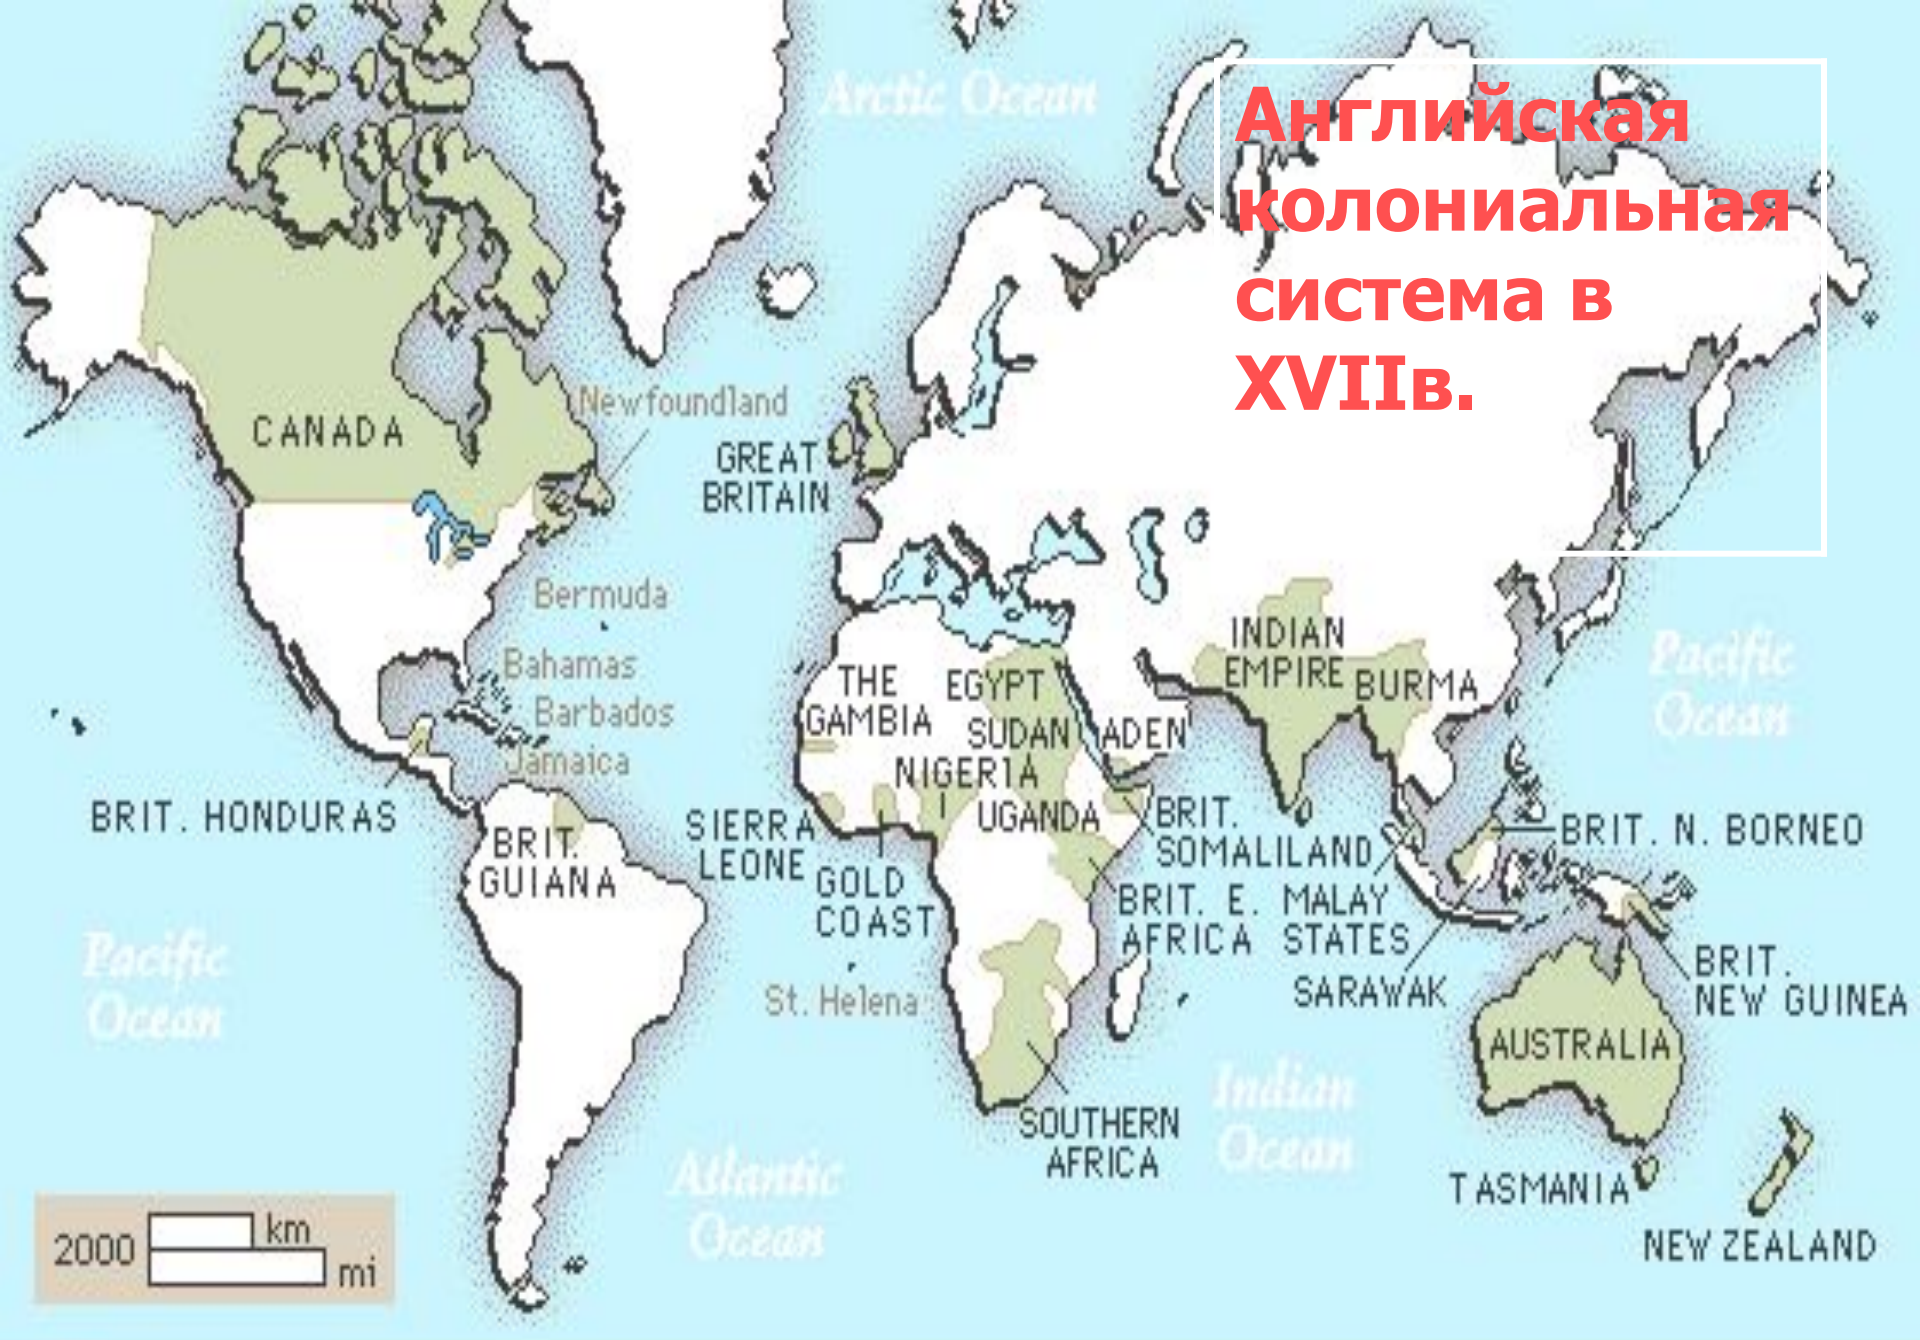 Arctic Ocean
Английская
колониальная
система в
XVIIв.
CANADA
Newfoundland
GREAT
BRITAIN
Bermuda
Bahamas
Barbados
Jamaica
BRIT. HONDURAS
BRIT.
GUIANA
THE
GAMBIA
EGYPT
SUDAN
ADEN
NIGERIA
UGANDA
SIERRA
LEONE
GOLD
COAST
St. Helena
INDIAN
EMPIRE
BURMA
Pacific
Ocean
BRIT.
SOMALILAND
BRIT. E.
AFRICA
MALAY
STATES
SARAWAK
BRIT. N. BORNEO
BRIT.
NEW GUINEA
Pacific
Ocean
AUSTRALIA
Indian
Ocean
SOUTHERN
AFRICA
Atlantic
Ocean
TASMANIA
NEW ZEALAND
2000
km
mi